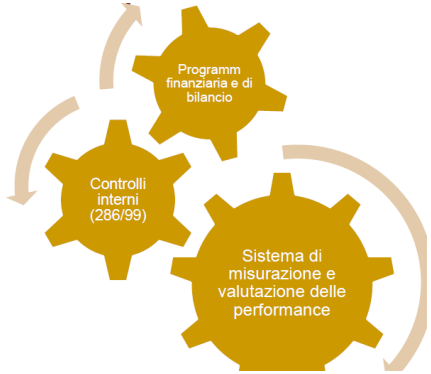 Programm
finanziaria e di
bilancio
Controlli
interni
(286/99)
Sistema di
misurazione e
valutazione delle
performance